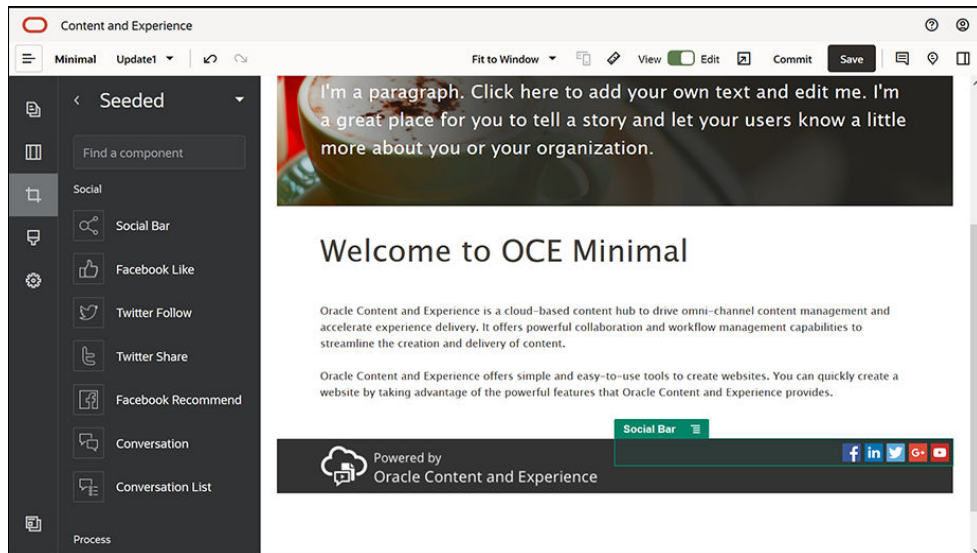 Content and Experience
Minimal Update1 Fit to Window View Edit Commit Save
Seeded
Find a component
Social
Social Bar
Facebook Like
Twitter Follow
Twitter Share
Facebook Recommend
Conversation
Conversation List
Process
I'm a paragraph. Click here to add your own text and edit me. I'm
a great place for you to tell a story and let your users know a little
more about you or your organization.
Welcome to OCE Minimal
Oracle Content and Experience is a cloud-based content hub to drive omni-channel content management and
accelerate experience delivery. It offers powerful collaboration and workflow management capabilities to
streamline the creation and delivery of content.
Oracle Content and Experience offers simple and easy-to-use tools to create websites. You can quickly create a
website by taking advantage of the powerful features that Oracle Content and Experience provides.
Social Bar
Powered by
Oracle Content and Experience
f in G+